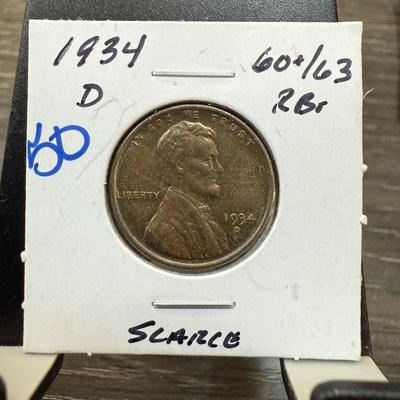 1934 60+/63
D RBr
50
IN GOD WE TRUST
LIBERTY
1934
D
SCARCE